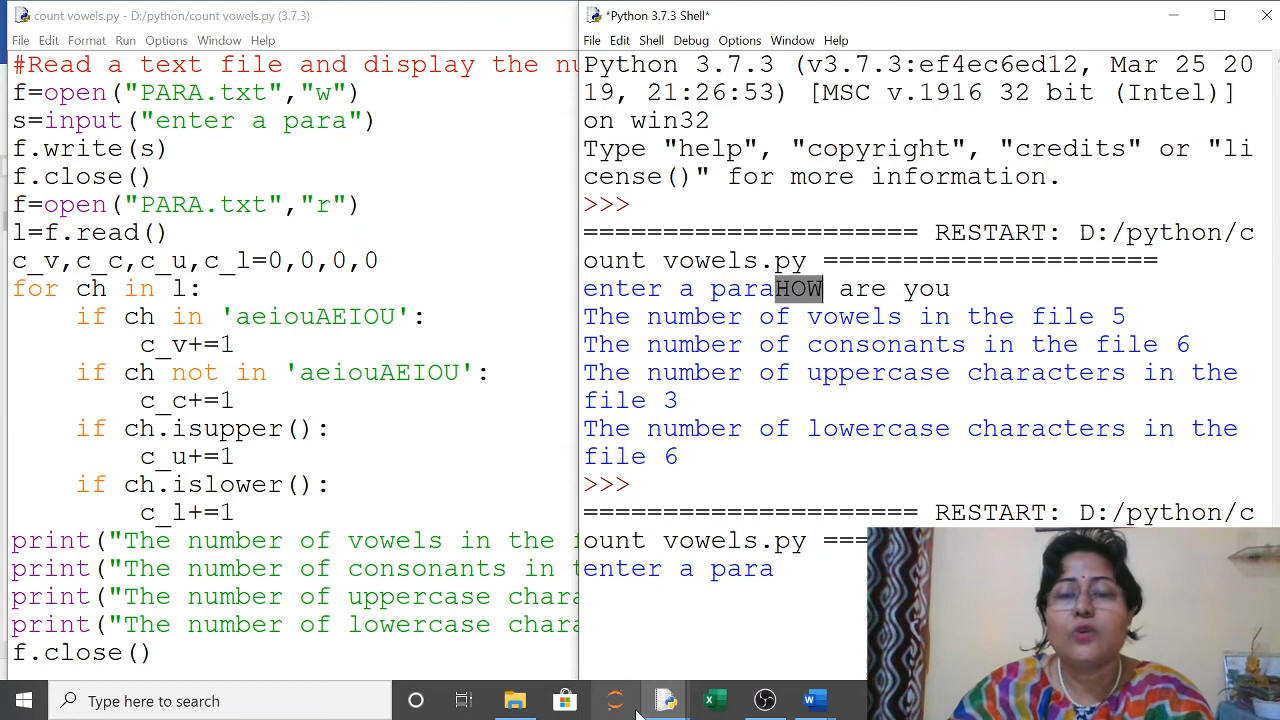 count vowels.py - D:/python/count vowels.py (3.7.3)
File Edit Format Run Options Window Help
#Read a text file and display the nu
f=open("PARA.txt","w")
s=input("enter a para")
f.write(s)
f.close()
f=open("PARA.txt","r")
l=f.read()
c_v,c_c,c_u,c_l=0,0,0,0
for ch in l:
    if ch in 'aeiouAEIOU':
        c_v+=1
    if ch not in 'aeiouAEIOU':
        c_c+=1
    if ch.isupper():
        c_u+=1
    if ch.islower():
        c_l+=1
print("The number of vowels in the
print("The number of consonants in t
print("The number of uppercase chara
print("The number of lowercase chara
f.close()
*Python 3.7.3 Shell*
File Edit Shell Debug Options Window Help
Python 3.7.3 (v3.7.3:ef4ec6ed12, Mar 25 20
19, 21:26:53) [MSC v.1916 32 bit (Intel)]
on win32
Type "help", "copyright", "credits" or "li
cense()" for more information.
>>>
===================== RESTART: D:/python/c
ount vowels.py =====================
enter a paraHOW are you
The number of vowels in the file 5
The number of consonants in the file 6
The number of uppercase characters in the
file 3
The number of lowercase characters in the
file 6
>>>
===================== RESTART: D:/python/c
ount vowels.py ===
enter a para
Type here to search